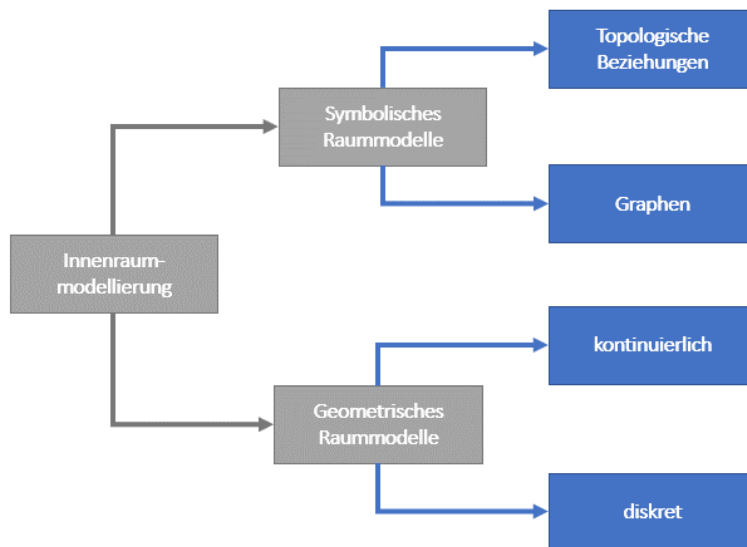 Topologische
Beziehungen
Symbolisches
Raummodelle
Graphen
Innenraum-
modellierung
kontinuierlich
Geometrisches
Raummodelle
diskret